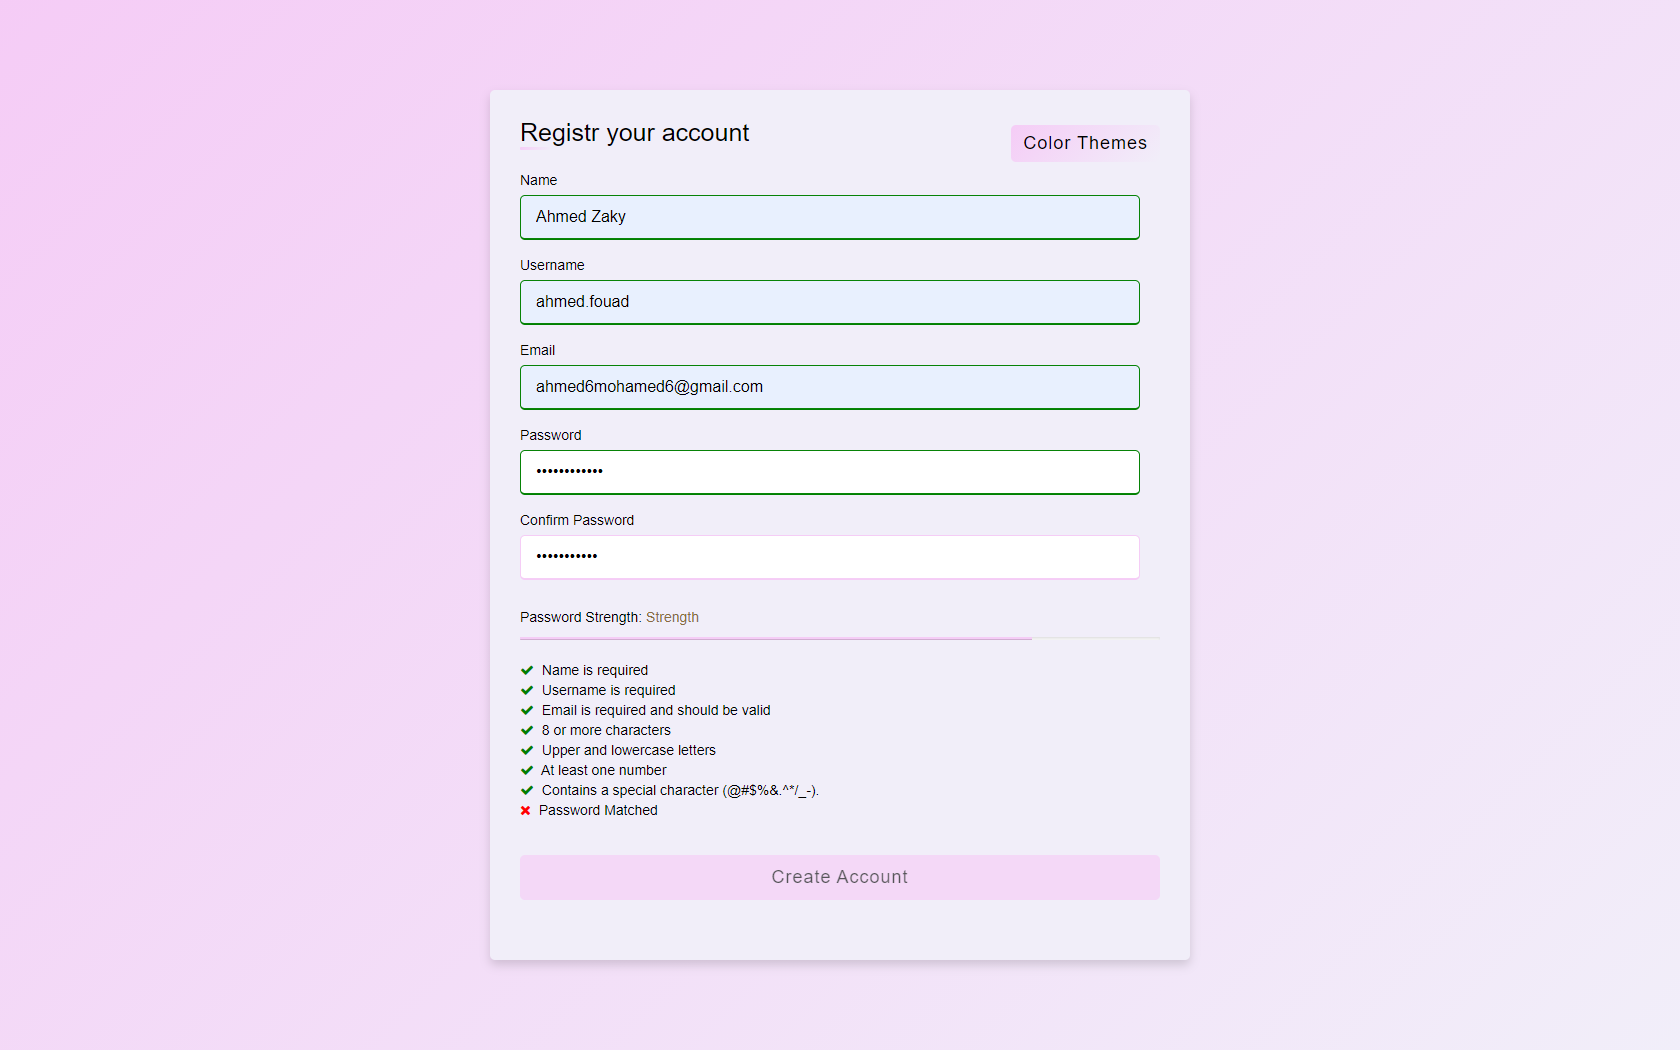 Registr your account
Color Themes
Name
Ahmed Zaky
Username
ahmed.fouad
Email
ahmed6mohamed6@gmail.com
Password
••••••••••••
Confirm Password
•••••••••••
Password Strength: Strength
Name is required
Username is required
Email is required and should be valid
8 or more characters
Upper and lowercase letters
At least one number
Contains a special character (@#$%&.^*/_-).
Password Matched
Create Account